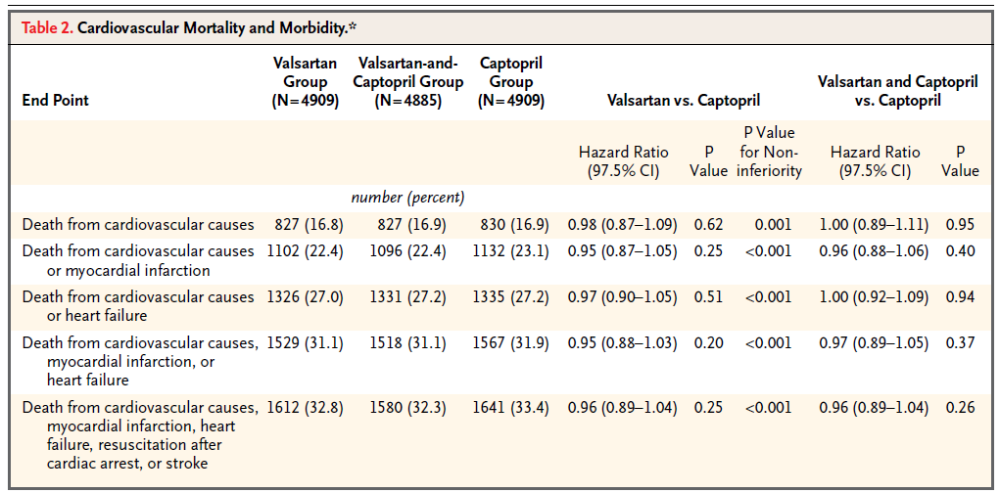 Table 2. Cardiovascular Mortality and Morbidity.*
Valsartan Valsartan-and- Captopril
Group Captopril Group Group Valsartan and Captopril
End Point (N=4909) (N=4885) (N=4909) Valsartan vs. Captopril vs. Captopril
P Value
Hazard Ratio P for Non- Hazard Ratio P
(97.5% CI) Value inferiority (97.5% CI) Value
number (percent)
Death from cardiovascular causes 827 (16.8) 827 (16.9) 830 (16.9) 0.98 (0.87–1.09) 0.62 0.001 1.00 (0.89–1.11) 0.95
Death from cardiovascular causes 1102 (22.4) 1096 (22.4) 1132 (23.1) 0.95 (0.87–1.05) 0.25 <0.001 0.96 (0.88–1.06) 0.40
or myocardial infarction
Death from cardiovascular causes 1326 (27.0) 1331 (27.2) 1335 (27.2) 0.97 (0.90–1.05) 0.51 <0.001 1.00 (0.92–1.09) 0.94
or heart failure
Death from cardiovascular causes, 1529 (31.1) 1518 (31.1) 1567 (31.9) 0.95 (0.88–1.03) 0.20 <0.001 0.97 (0.89–1.05) 0.37
myocardial infarction, or
heart failure
Death from cardiovascular causes, 1612 (32.8) 1580 (32.3) 1641 (33.4) 0.96 (0.89–1.04) 0.25 <0.001 0.96 (0.89–1.04) 0.26
myocardial infarction, heart
failure, resuscitation after
cardiac arrest, or stroke